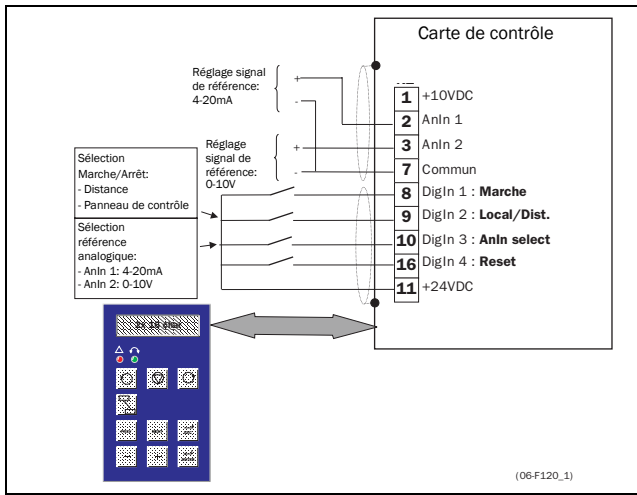 Carte de contrôle
Réglage signal
de référence:
4-20mA
+
-
Réglage
signal de
référence:
0-10V
+
-
Sélection
Marche/Arrêt:
- Distance
- Panneau de contrôle
Sélection
référence
analogique:
- AnIn 1: 4-20mA
- AnIn 2: 0-10V
1 +10VDC
2 AnIn 1
3 AnIn 2
7 Commun
8 DigIn 1 : Marche
9 DigIn 2 : Local/Dist.
10 DigIn 3 : AnIn select
16 DigIn 4 : Reset
11 +24VDC
(06-F120_1)